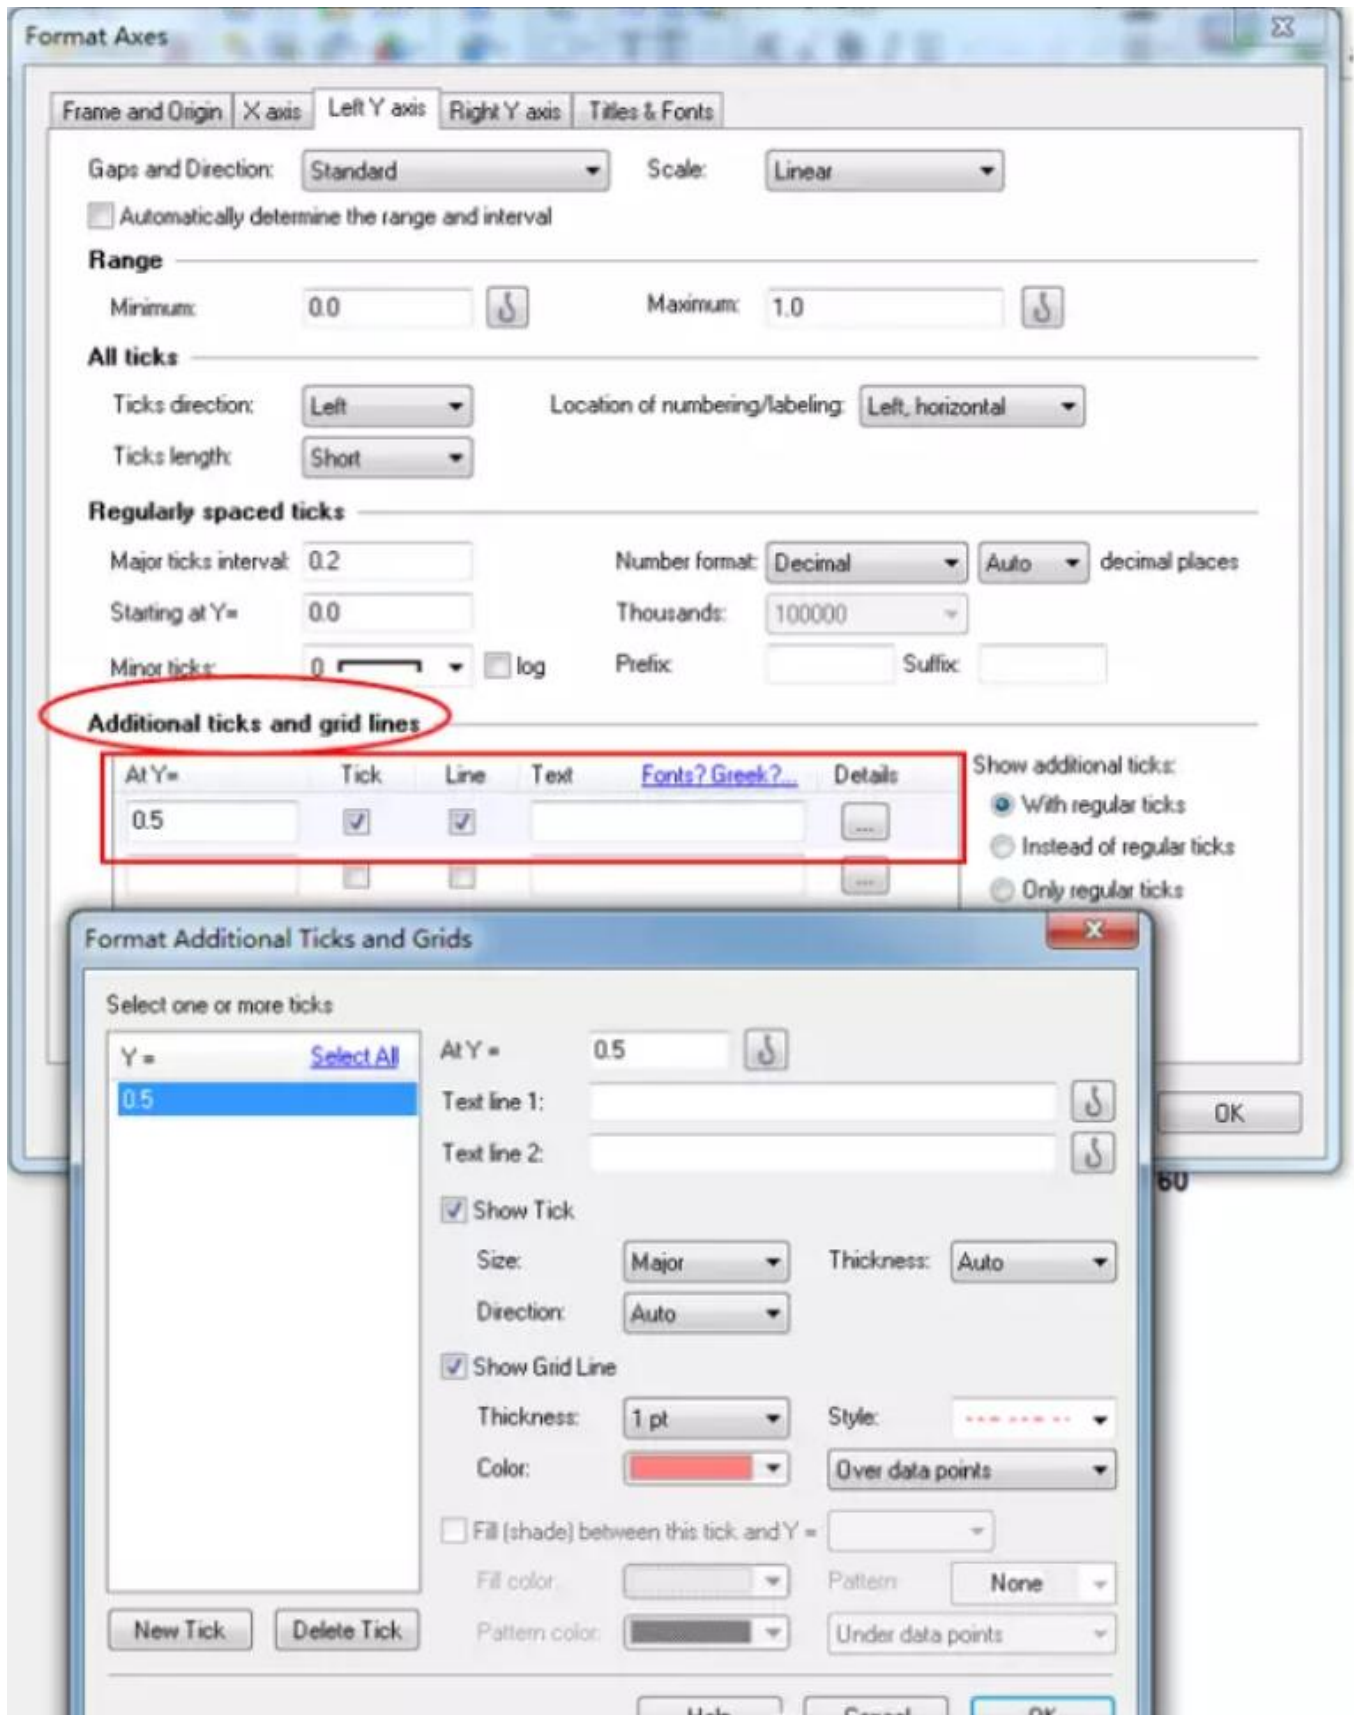 Format Axes
Frame and Origin X axis Left Y axis Right Y axis Titles & Fonts
Gaps and Direction: Standard Scale: Linear
Automatically determine the range and interval
Range
Minimum: 0.0 Maximum: 1.0
All ticks
Ticks direction: Left Location of numbering/labeling: Left, horizontal
Ticks length: Short
Regularly spaced ticks
Major ticks interval: 0.2 Number format: Decimal Auto decimal places
Starting at Y= 0.0 Thousands: 100000
Minor ticks: 0 log Prefix: Suffix:
Additional ticks and grid lines
At Y= Tick Line Text Fonts? Greek?... Details Show additional ticks:
0.5 ... With regular ticks
Instead of regular ticks
... Only regular ticks
Format Additional Ticks and Grids
Select one or more ticks
Y = Select All At Y = 0.5
0.5 Text line 1:
OK
Text line 2:
60
Show Tick
Size: Major Thickness: Auto
Direction: Auto
Show Grid Line
Thickness: 1 pt Style:
Color: Over data points
Fill (shade) between this tick and Y =
Fill color: Pattern: None
New Tick Delete Tick Pattern color: Under data points
Help Cancel OK